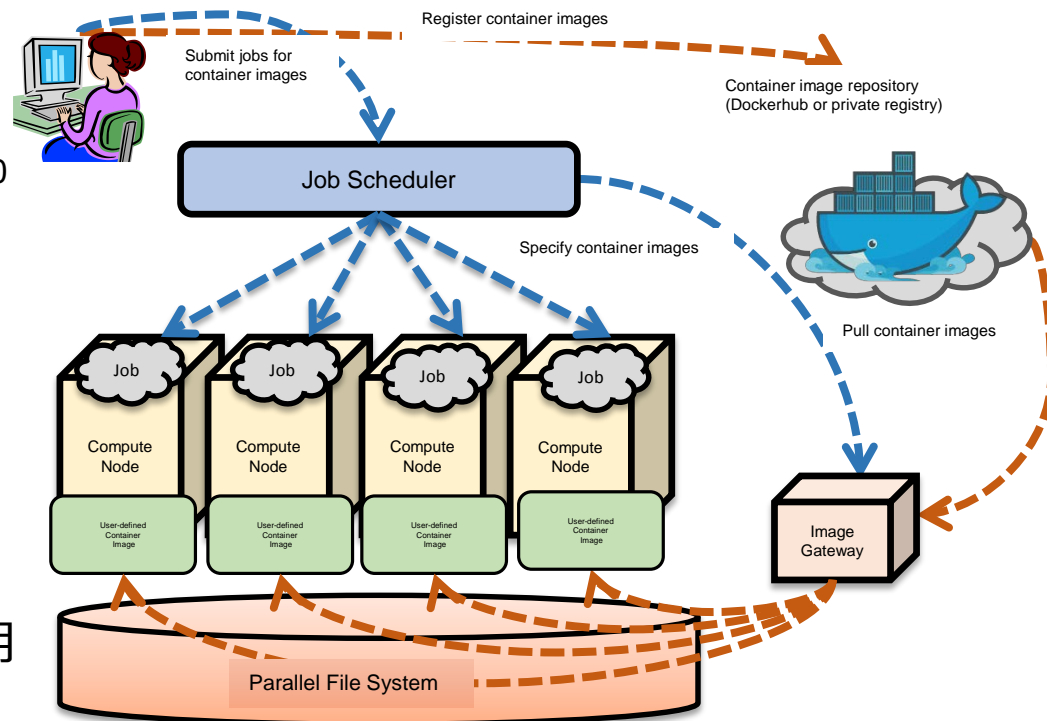 Register container images
Submit jobs for
container images
Container image repository
(Dockerhub or private registry)
Job Scheduler
Specify container images
Pull container images
Job
Job
Job
Job
Compute
Node
Compute
Node
Compute
Node
Compute
Node
User-defined
Container
Image
User-defined
Container
Image
User-defined
Container
Image
User-defined
Container
Image
Image
Gateway
Parallel File System